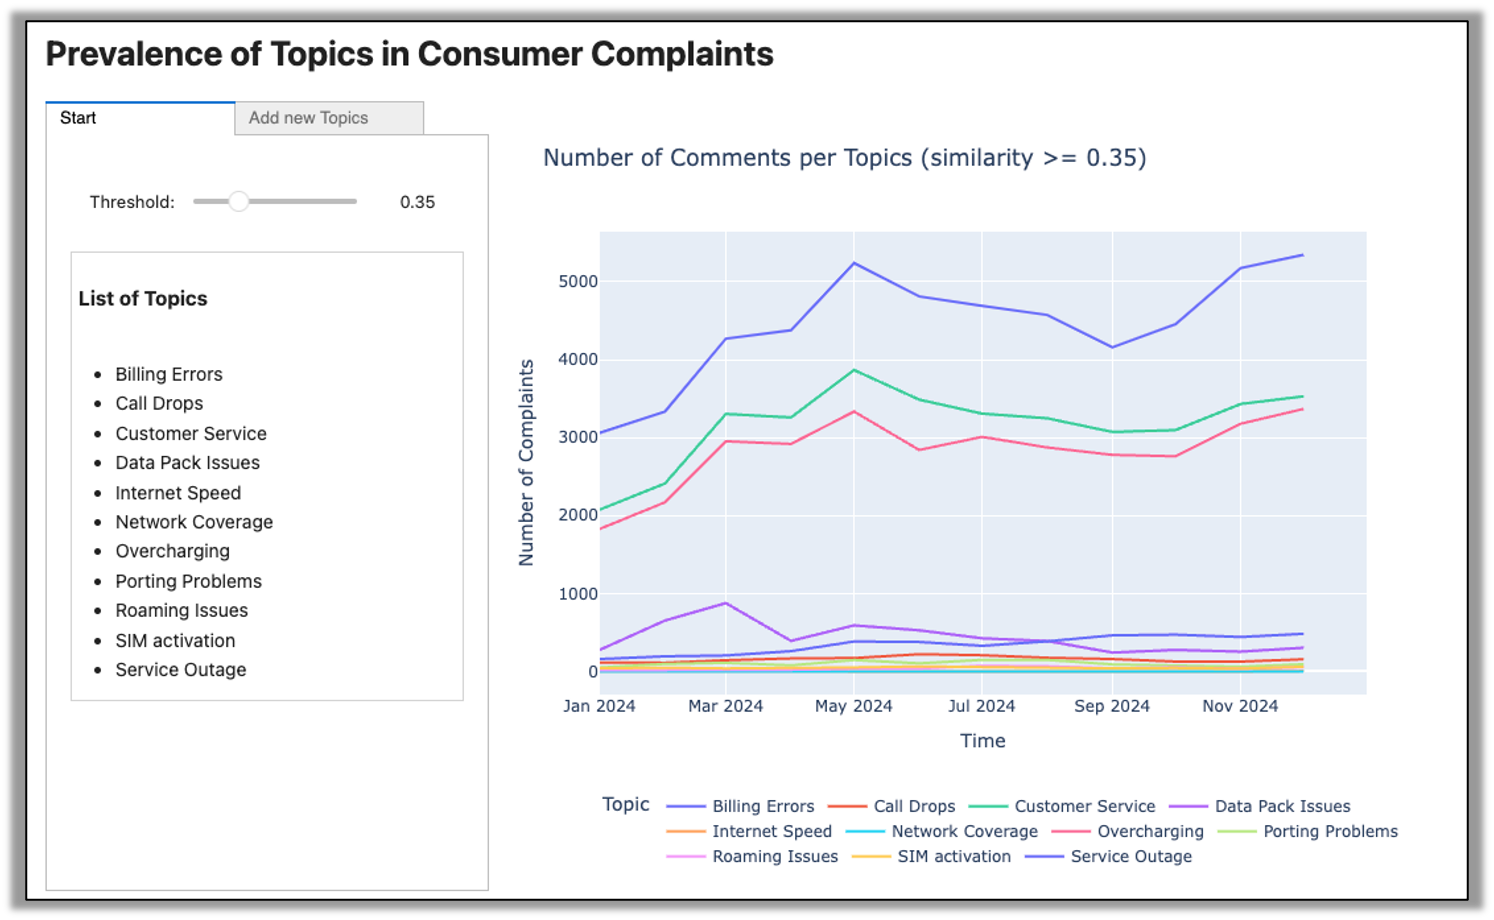 Prevalence of Topics in Consumer Complaints
Start
Add new Topics
Threshold:
0.35
List of Topics
Billing Errors
Call Drops
Customer Service
Data Pack Issues
Internet Speed
Network Coverage
Overcharging
Porting Problems
Roaming Issues
SIM activation
Service Outage
Number of Comments per Topics (similarity >= 0.35)
Number of Complaints
5000
4000
3000
2000
1000
0
Jan 2024 Mar 2024 May 2024 Jul 2024 Sep 2024 Nov 2024
Time
Topic Billing Errors Call Drops Customer Service Data Pack Issues
Internet Speed Network Coverage Overcharging Porting Problems
Roaming Issues SIM activation Service Outage